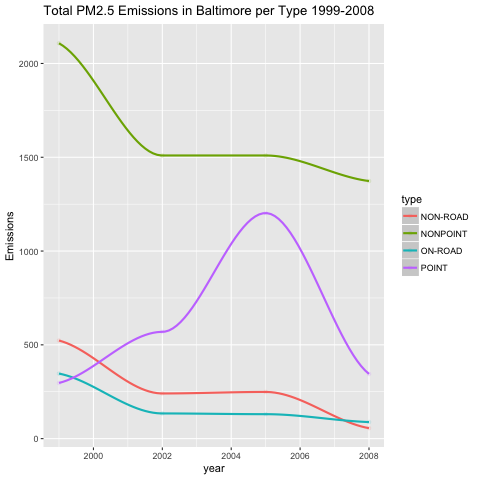 Total PM2.5 Emissions in Baltimore per Type 1999-2008
2000
1500
1000
500
0
Emissions
2000
2002
2004
2006
2008
year
type
NON-ROAD
NONPOINT
ON-ROAD
POINT